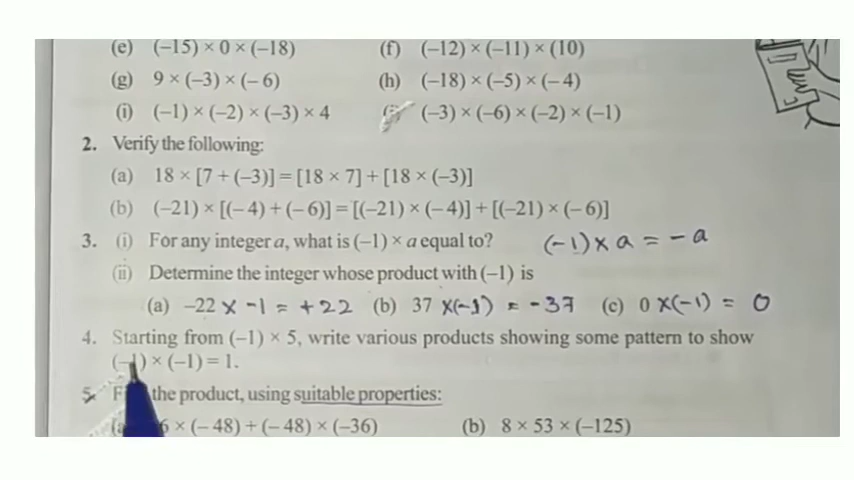 (e) (–15) × 0 × (–18) (f) (–12) × (–11) × (10)
(g) 9 × (–3) × (– 6) (h) (–18) × (–5) × (– 4)
(i) (–1) × (–2) × (–3) × 4 (–3) × (–6) × (–2) × (–1)
2. Verify the following:
(a) 18 × [7 + (–3)] = [18 × 7] + [18 × (–3)]
(b) (–21) × [(– 4) + (– 6)] = [(–21) × (– 4)] + [(–21) × (– 6)]
3. (i) For any integer a, what is (–1) × a equal to? (-1) × a = - a
(ii) Determine the integer whose product with (–1) is
(a) –22 × -1 = +22 (b) 37 ×(-1) = -37 (c) 0 ×(-1) = 0
4. Starting from (–1) × 5, write various products showing some pattern to show
(–1) × (–1) = 1.
5. the product, using suitable properties:
6 × (– 48) + (– 48) × (–36) (b) 8 × 53 × (–125)